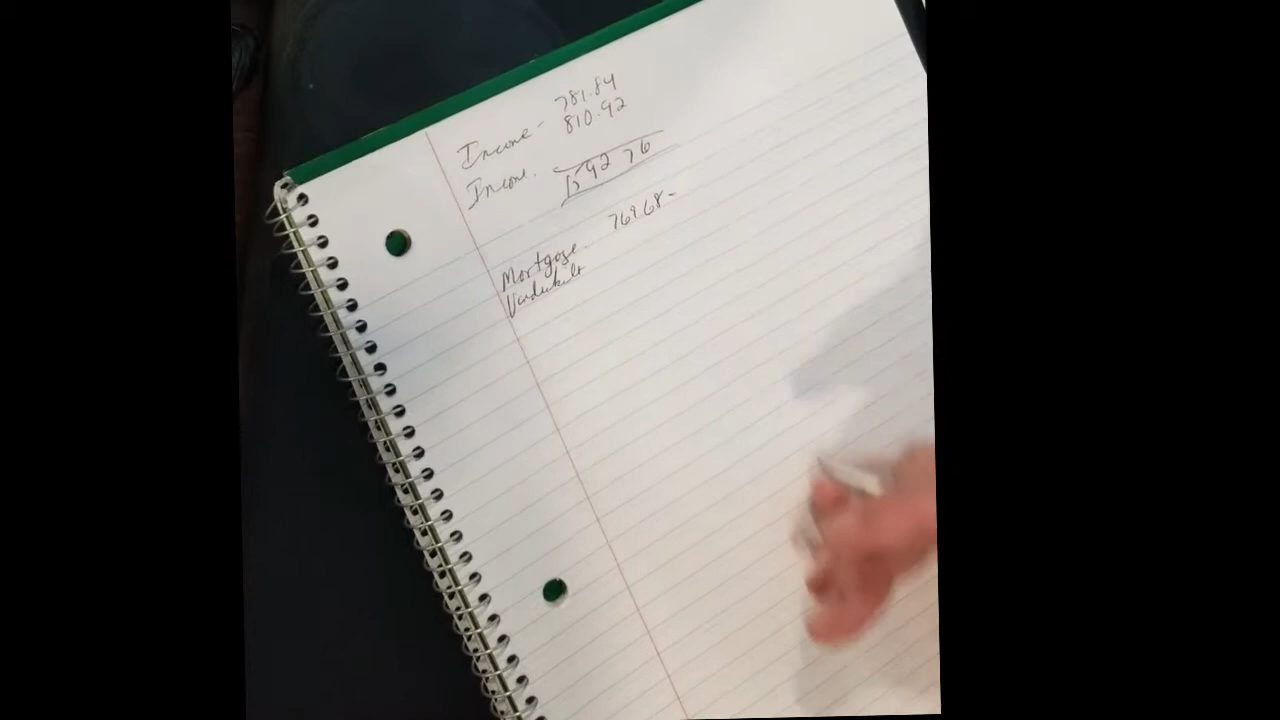 Income - 781.84
810.92
Income. 1592 76
Mortgage - 769.68 -
Vanderbilt